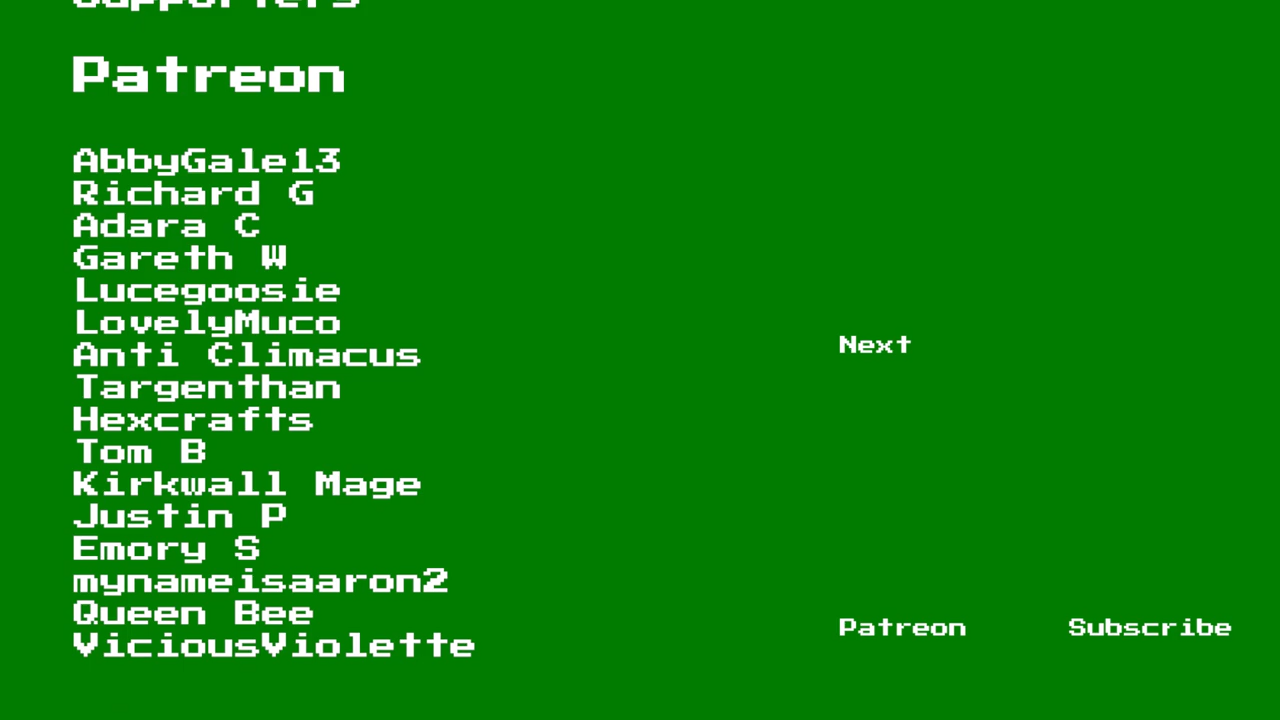 Supporters
Patreon
AbbyGale13
Richard G
Adara C
Gareth W
Lucegoosie
LovelyMuco
Anti Climacus
Targenthan
Hexcrafts
Tom B
Kirkwall Mage
Justin P
Emory S
mynameisaaron2
Queen Bee
ViciousViolette
Next
Patreon
Subscribe